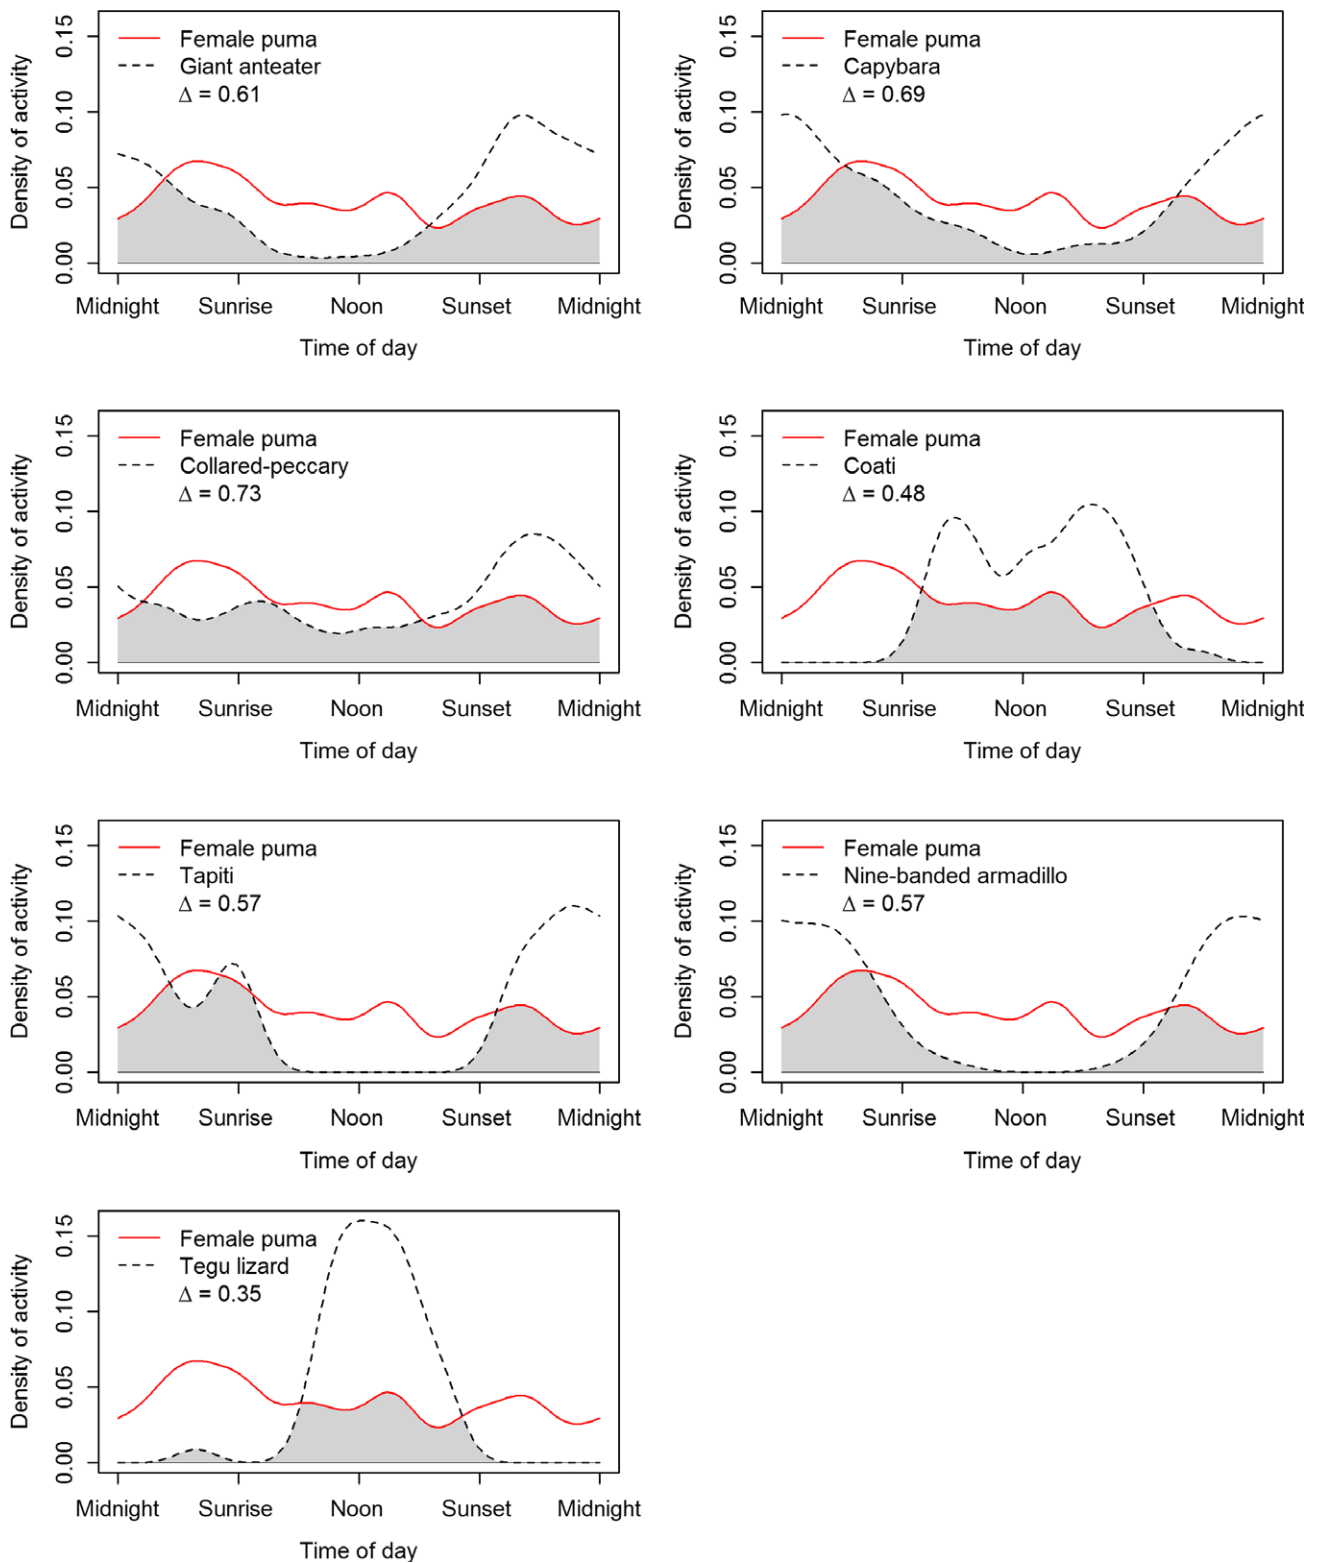 Density of activity
0.00 0.05 0.10 0.15
Female puma
Giant anteater
Δ = 0.61
Midnight Sunrise Noon Sunset Midnight
Time of day
Density of activity
0.00 0.05 0.10 0.15
Female puma
Capybara
Δ = 0.69
Midnight Sunrise Noon Sunset Midnight
Time of day
Density of activity
0.00 0.05 0.10 0.15
Female puma
Collared-peccary
Δ = 0.73
Midnight Sunrise Noon Sunset Midnight
Time of day
Density of activity
0.00 0.05 0.10 0.15
Female puma
Coati
Δ = 0.48
Midnight Sunrise Noon Sunset Midnight
Time of day
Density of activity
0.00 0.05 0.10 0.15
Female puma
Tapiti
Δ = 0.57
Midnight Sunrise Noon Sunset Midnight
Time of day
Density of activity
0.00 0.05 0.10 0.15
Female puma
Nine-banded armadillo
Δ = 0.57
Midnight Sunrise Noon Sunset Midnight
Time of day
Density of activity
0.00 0.05 0.10 0.15
Female puma
Tegu lizard
Δ = 0.35
Midnight Sunrise Noon Sunset Midnight
Time of day